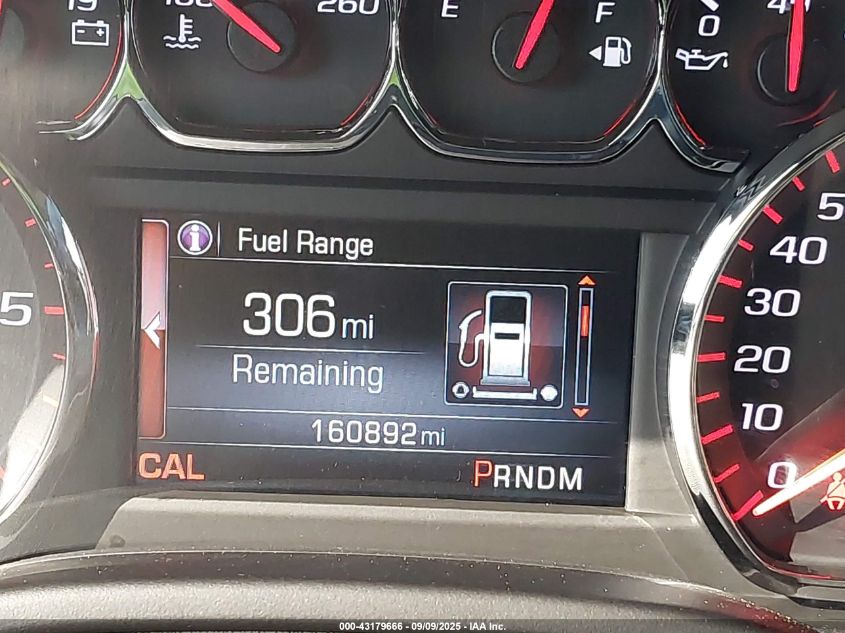 19 260 E F 0 40
Fuel Range
306 mi
Remaining
160892 mi
CAL PRNDM
5
5
40
30
20
10
0
000-43179666 - 09/09/2025 - IAA Inc.